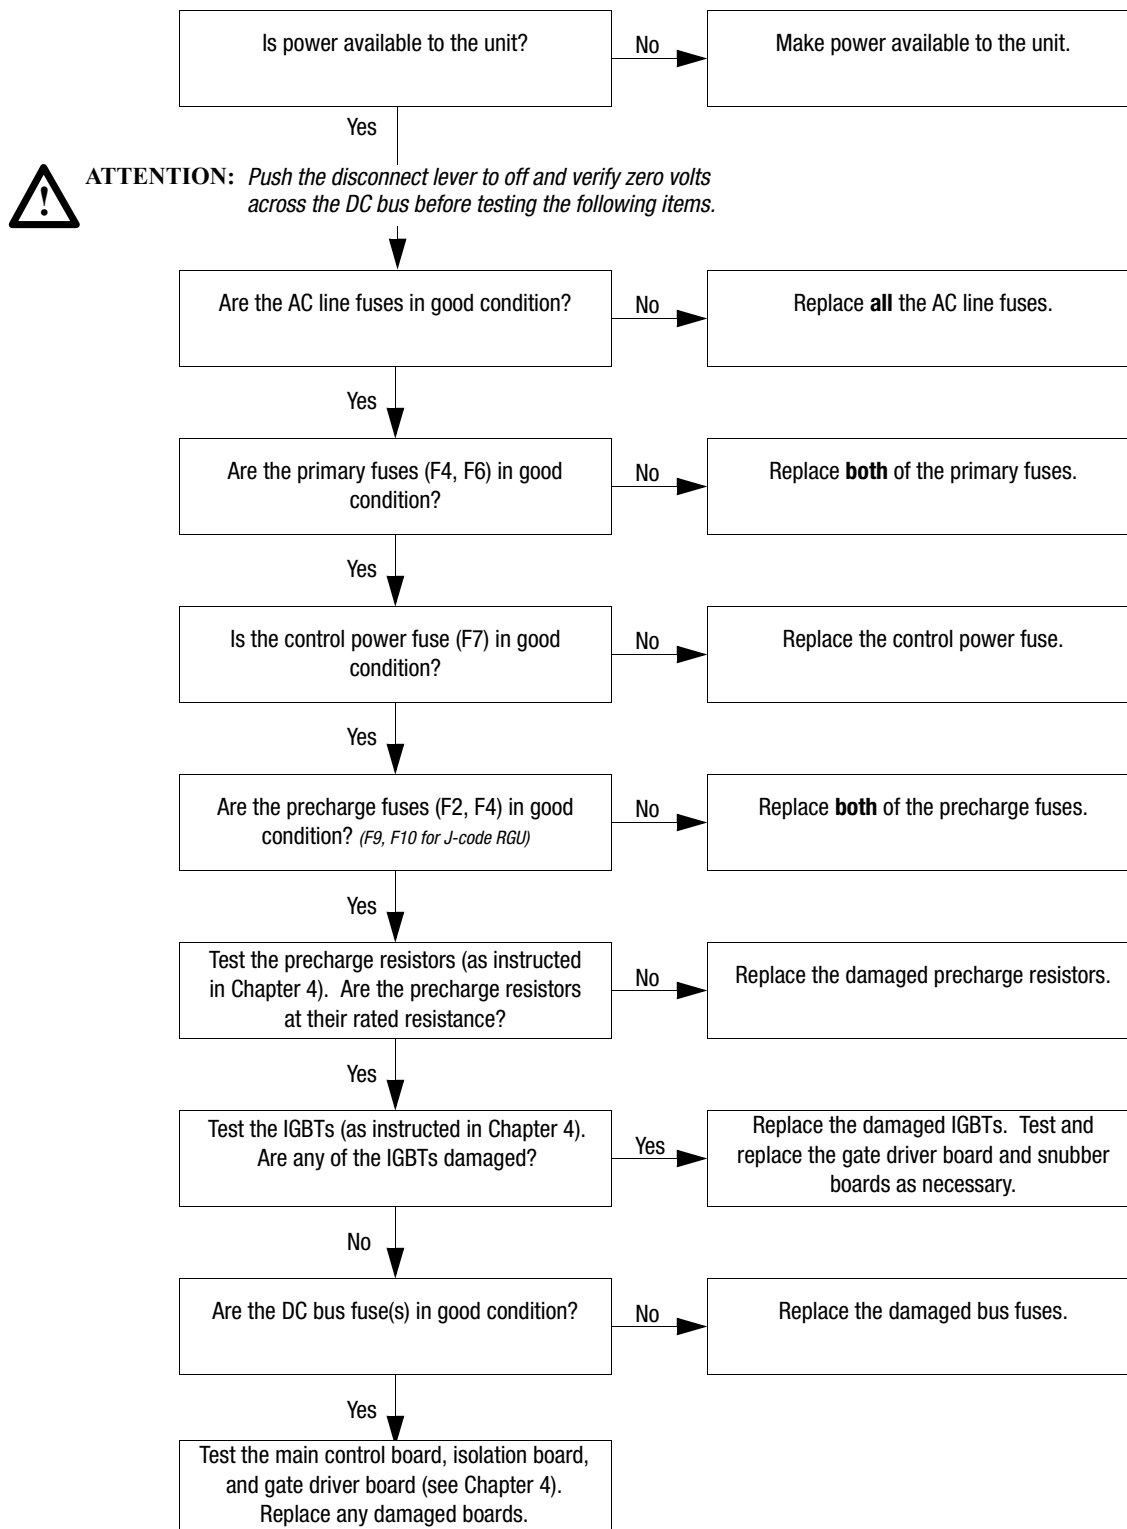 Is power available to the unit?
No
Make power available to the unit.
Yes
!
ATTENTION: Push the disconnect lever to off and verify zero volts
across the DC bus before testing the following items.
Are the AC line fuses in good condition?
No
Replace all the AC line fuses.
Yes
Are the primary fuses (F4, F6) in good
condition?
No
Replace both of the primary fuses.
Yes
Is the control power fuse (F7) in good
condition?
No
Replace the control power fuse.
Yes
Are the precharge fuses (F2, F4) in good
condition? (F9, F10 for J-code RGU)
No
Replace both of the precharge fuses.
Yes
Test the precharge resistors (as instructed
in Chapter 4). Are the precharge resistors
at their rated resistance?
No
Replace the damaged precharge resistors.
Yes
Test the IGBTs (as instructed in Chapter 4).
Are any of the IGBTs damaged?
Yes
Replace the damaged IGBTs. Test and
replace the gate driver board and snubber
boards as necessary.
No
Are the DC bus fuse(s) in good condition?
No
Replace the damaged bus fuses.
Yes
Test the main control board, isolation board,
and gate driver board (see Chapter 4).
Replace any damaged boards.